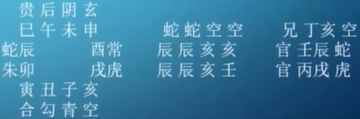 贵后阴玄
巳午未申 蛇蛇空空 兄丁亥空
蛇辰 酉常 辰辰亥亥 官壬辰蛇
朱卯 戌虎 辰辰亥壬 官丙戌虎
寅丑子亥
合勾青空